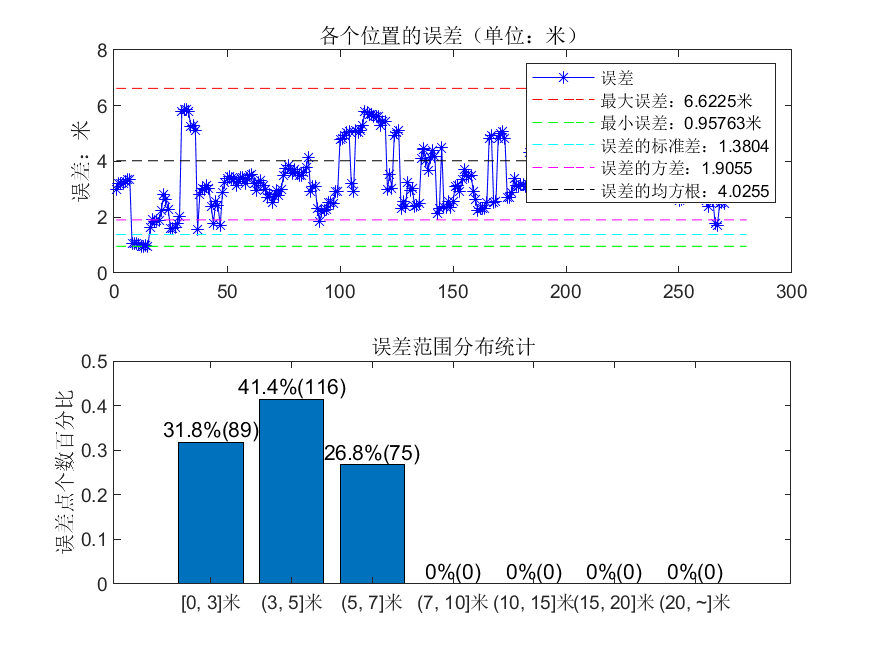 各个位置的误差（单位：米）
误差：米
8
6
4
2
0
0 50 100 150 200 250 300
误差
最大误差：6.6225米
最小误差：0.95763米
误差的标准差：1.3804
误差的方差：1.9055
误差的均方根：4.0255
误差范围分布统计
误差点个数百分比
0.5
0.4
0.3
0.2
0.1
0
31.8%(89)
41.4%(116)
26.8%(75)
0%(0) 0%(0) 0%(0) 0%(0)
[0, 3]米 (3, 5]米 (5, 7]米 (7, 10]米 (10, 15]米 (15, 20]米 (20, ~]米